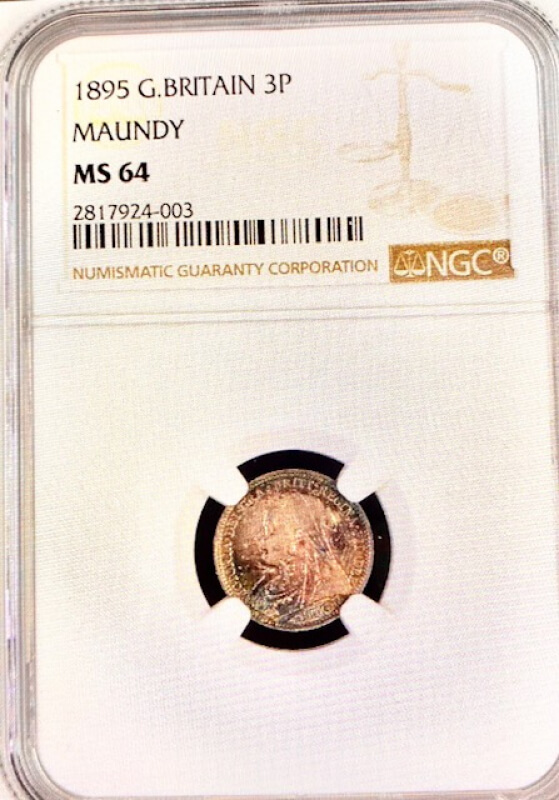 1895 G.BRITAIN 3P
MAUNDY
MS 64
2817924-003
NUMISMATIC GUARANTY CORPORATION
NGC®